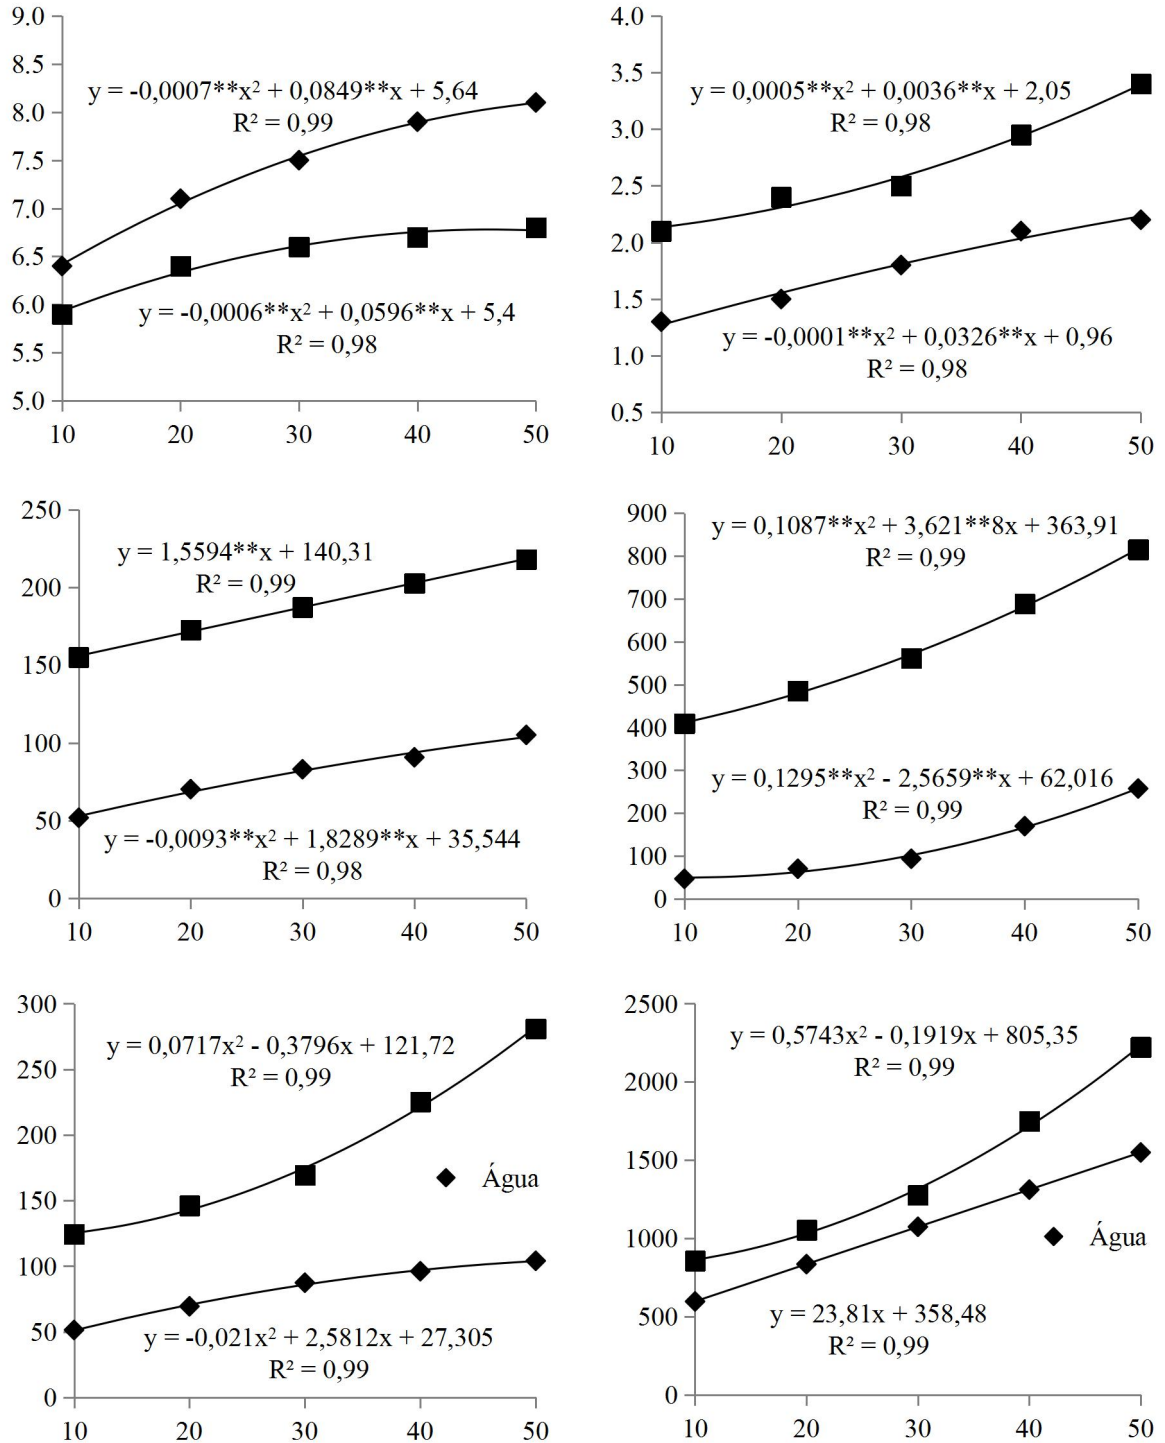 9.0
8.5
y = -0,0007**x² + 0,0849**x + 5,64
8.0
R² = 0,99
7.5
7.0
6.5
6.0
y = -0,0006**x² + 0,0596**x + 5,4
5.5
R² = 0,98
5.0
10 20 30 40 50
4.0
3.5
y = 0,0005**x² + 0,0036**x + 2,05
3.0
R² = 0,98
2.5
2.0
1.5
y = -0,0001**x² + 0,0326**x + 0,96
1.0
R² = 0,98
0.5
10 20 30 40 50
250
y = 1,5594**x + 140,31
200
R² = 0,99
150
100
50
y = -0,0093**x² + 1,8289**x + 35,544
R² = 0,98
0
10 20 30 40 50
900
y = 0,1087**x² + 3,621**8x + 363,91
800
R² = 0,99
700
600
500
400
300
y = 0,1295**x² - 2,5659**x + 62,016
200
R² = 0,99
100
0
10 20 30 40 50
300
y = 0,0717x² - 0,3796x + 121,72
250
R² = 0,99
200
150
Água
100
50
y = -0,021x² + 2,5812x + 27,305
R² = 0,99
0
10 20 30 40 50
2500
y = 0,5743x² - 0,1919x + 805,35
2000
R² = 0,99
1500
1000
Água
500
y = 23,81x + 358,48
R² = 0,99
0
10 20 30 40 50